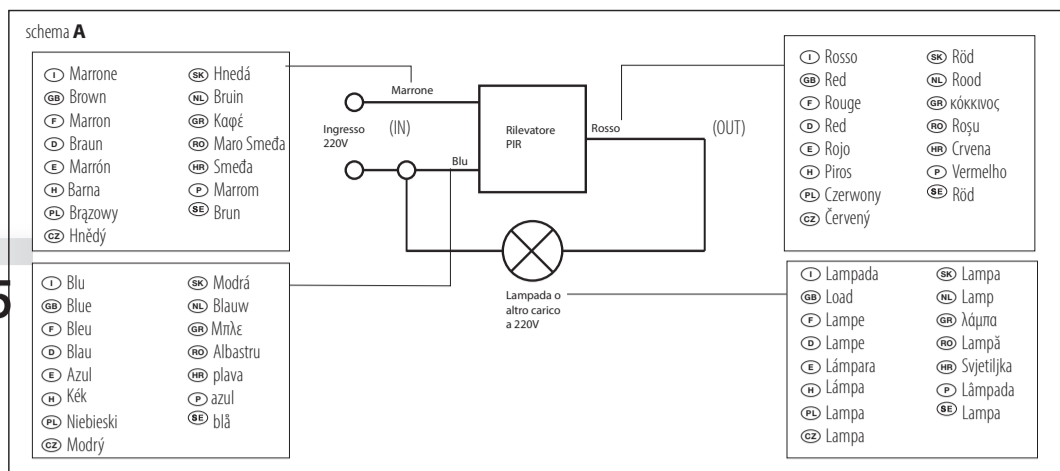 schema A
I Marrone
GB Brown
F Marron
D Braun
E Marrón
H Barna
PL Brązowy
CZ Hnědý
SK Hnedá
NL Bruin
GR Καφέ
RO Maro Smeđa
HR Smeđa
P Marrom
SE Brun
Marrone
Ingresso
220V
(IN)
Blu
Rilevatore
PIR
Rosso
(OUT)
Lampada o
altro carico
a 220V
I Rosso
GB Red
F Rouge
D Red
E Rojo
H Piros
PL Czerwony
CZ Červený
SK Röd
NL Rood
GR κόκκινος
RO Roşu
HR Crvena
P Vermelho
SE Röd
5
I Blu
GB Blue
F Bleu
D Blau
E Azul
H Kék
PL Niebieski
CZ Modrý
SK Modrá
NL Blauw
GR Μπλε
RO Albastru
HR plava
P azul
SE blå
I Lampada
GB Load
F Lampe
D Lampe
E Lámpara
H Lámpa
PL Lampa
CZ Lampa
SK Lampa
NL Lamp
GR λάμπα
RO Lampă
HR Svjetiljka
P Lâmpada
SE Lampa